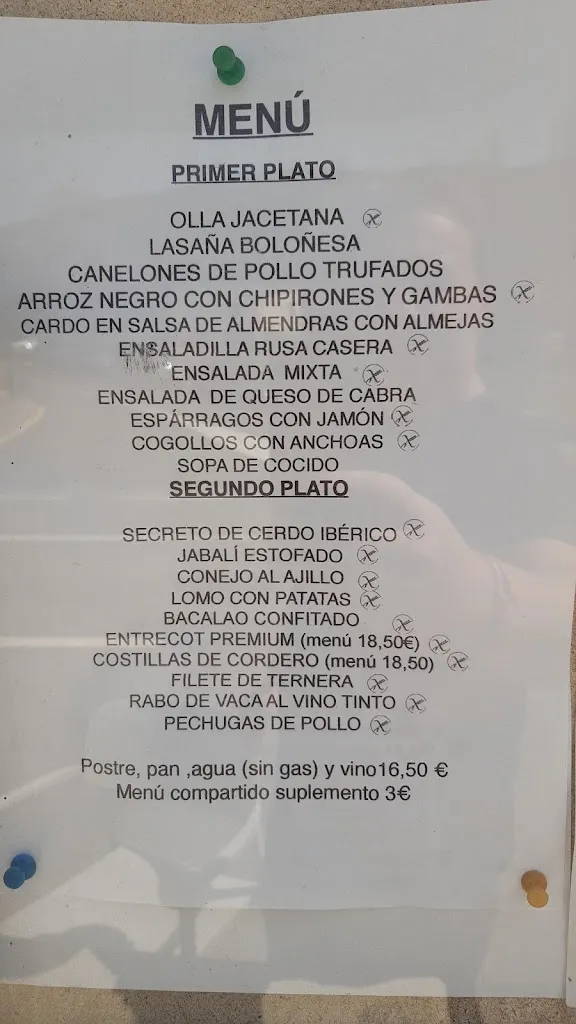 MENÚ
PRIMER PLATO
OLLA JACETANA
LASAÑA BOLOÑESA
CANELONES DE POLLO TRUFADOS
ARROZ NEGRO CON CHIPIRONES Y GAMBAS
CARDO EN SALSA DE ALMENDRAS CON ALMEJAS
ENSALADILLA RUSA CASERA
ENSALADA MIXTA
ENSALADA DE QUESO DE CABRA
ESPÁRRAGOS CON JAMÓN
COGOLLOS CON ANCHOAS
SOPA DE COCIDO
SEGUNDO PLATO
SECRETO DE CERDO IBÉRICO
JABALÍ ESTOFADO
CONEJO AL AJILLO
LOMO CON PATATAS
BACALAO CONFITADO
ENTRECOT PREMIUM (menú 18,50€)
COSTILLAS DE CORDERO (menú 18,50)
FILETE DE TERNERA
RABO DE VACA AL VINO TINTO
PECHUGAS DE POLLO
Postre, pan ,agua (sin gas) y vino16,50 €
Menú compartido suplemento 3€